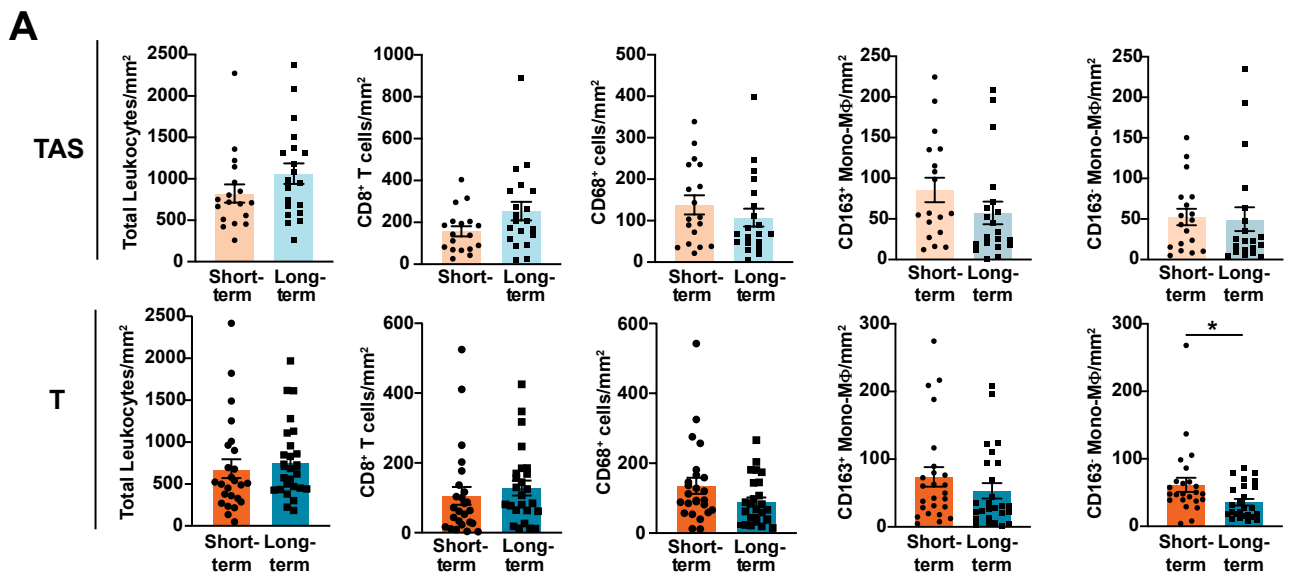 A
TAS
Total Leukocytes/mm²
2500
2000
1500
1000
500
0
Short-
term
Long-
term
CD8⁺ T cells/mm²
1000
800
600
400
200
0
Short-
term
Long-
term
CD68⁺ cells/mm²
500
400
300
200
100
0
Short-
term
Long-
term
CD163⁺ Mono-MΦ/mm²
250
200
150
100
50
0
Short-
term
Long-
term
CD163⁻ Mono-MΦ/mm²
250
200
150
100
50
0
Short-
term
Long-
term
T
Total Leukocytes/mm²
2500
2000
1500
1000
500
0
Short-
term
Long-
term
CD8⁺ T cells/mm²
600
400
200
0
Short-
term
Long-
term
CD68⁺ cells/mm²
600
400
200
0
Short-
term
Long-
term
CD163⁺ Mono-MΦ/mm²
300
200
100
0
Short-
term
Long-
term
CD163⁻ Mono-MΦ/mm²
300
200
100
0
*
Short-
term
Long-
term